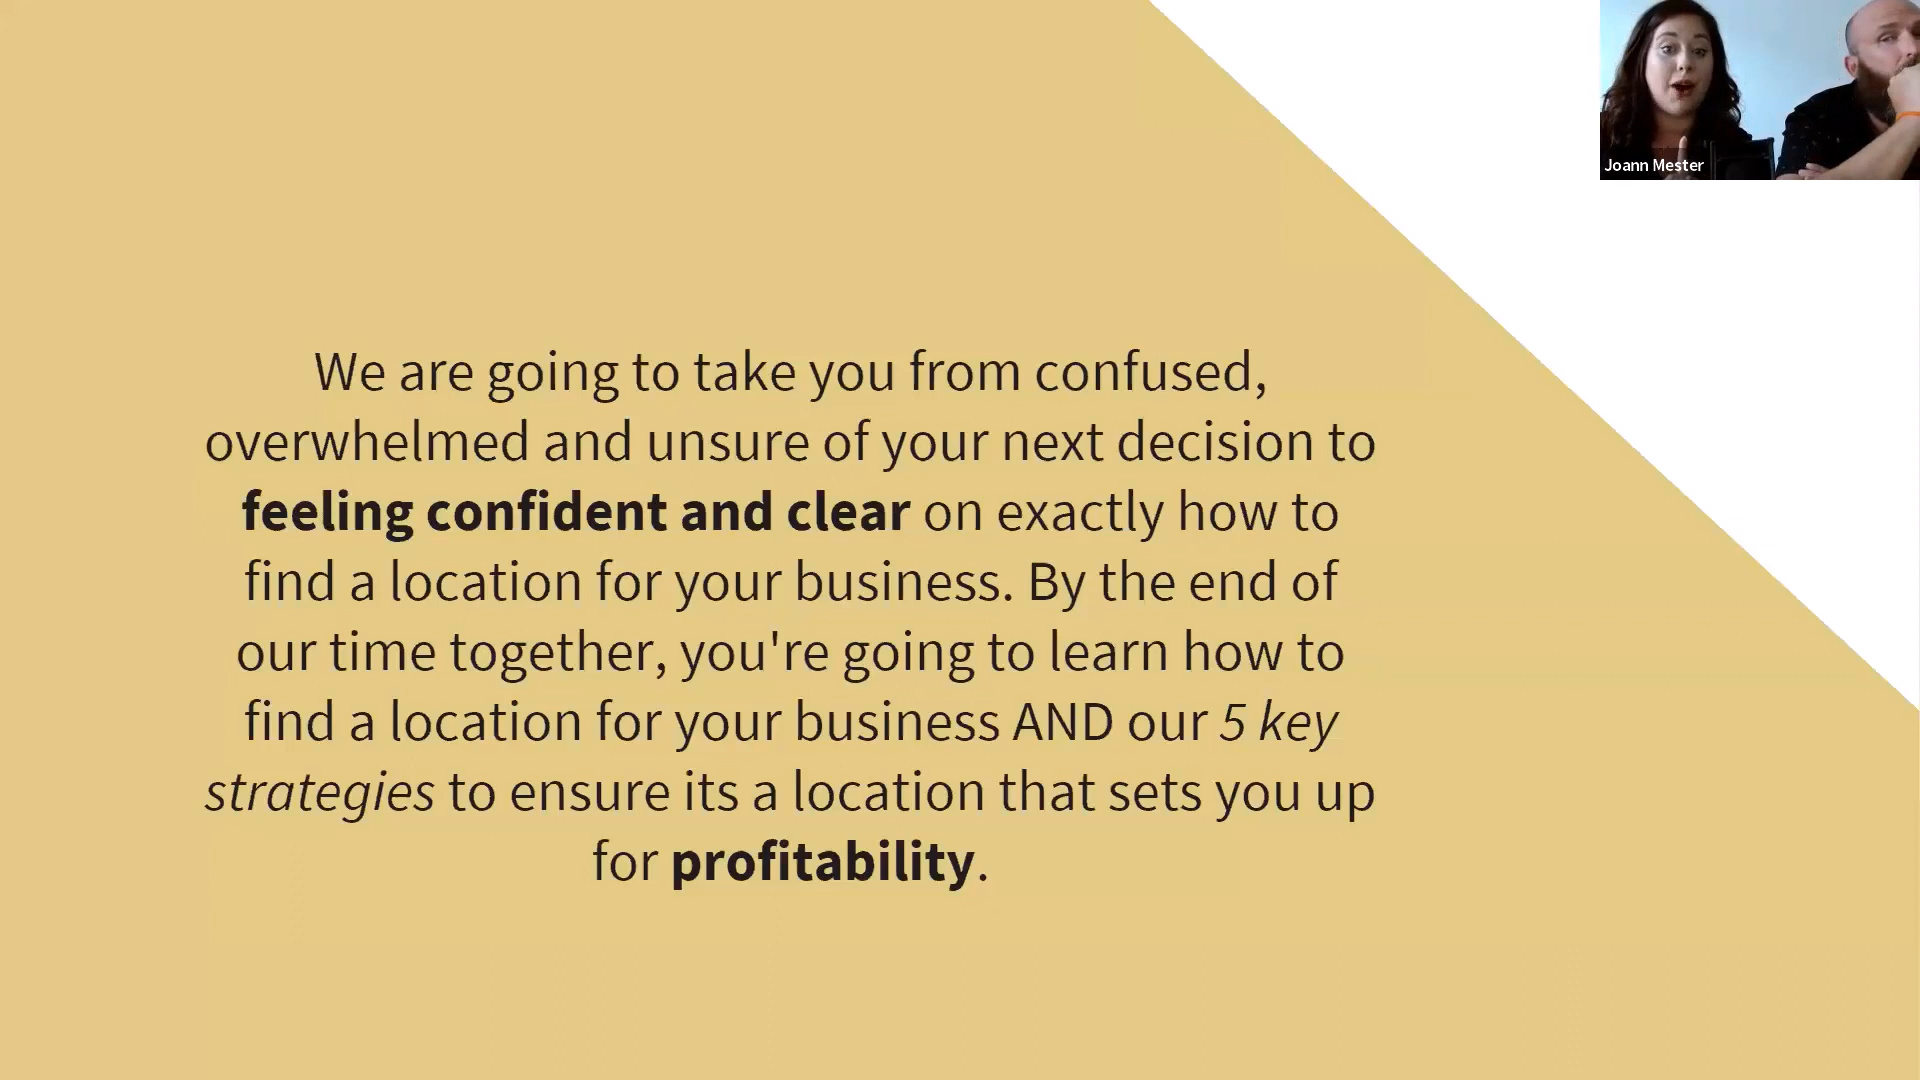 Joann Mester
We are going to take you from confused,
overwhelmed and unsure of your next decision to
feeling confident and clear on exactly how to
find a location for your business. By the end of
our time together, you're going to learn how to
find a location for your business AND our 5 key
strategies to ensure its a location that sets you up
for profitability.